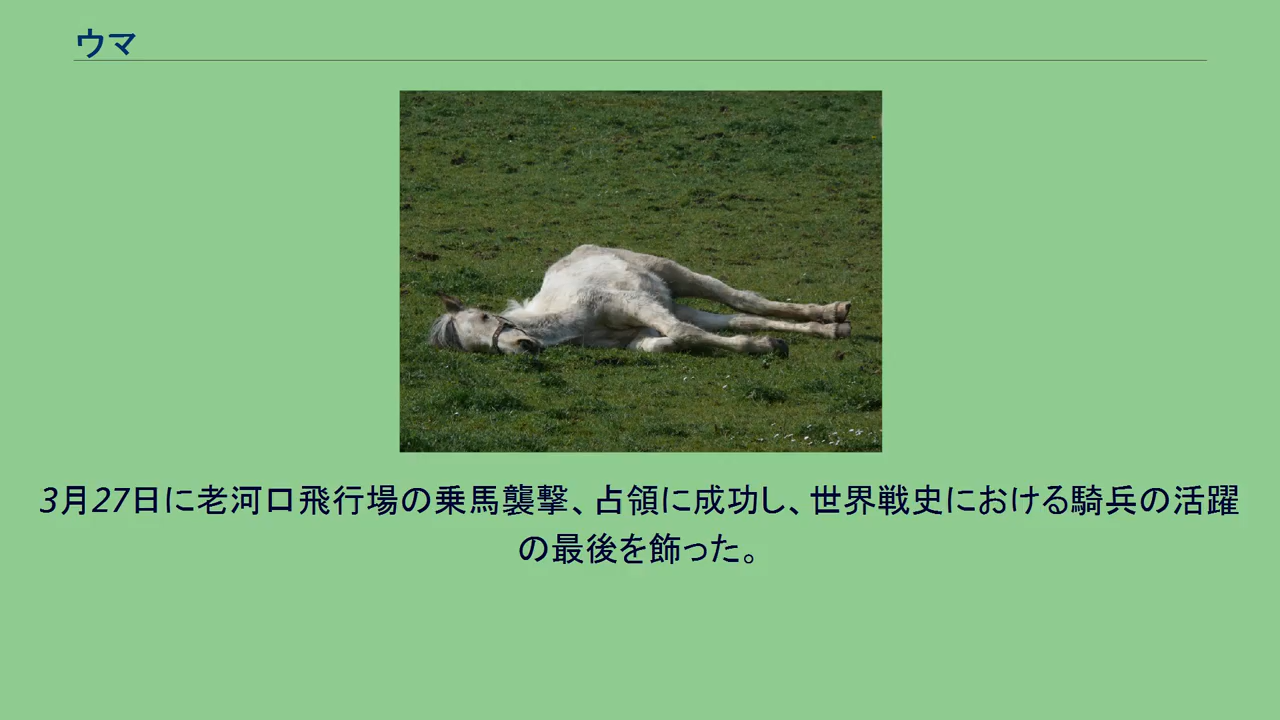 ウマ
3月27日に老河口飛行場の乗馬襲撃、占領に成功し、世界戦史における騎兵の活躍
の最後を飾った。